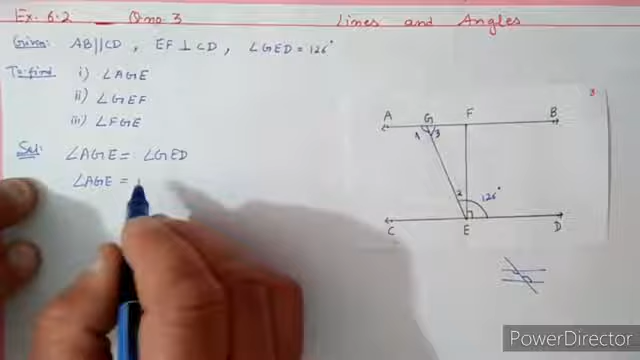 Ex. 6.2 Q.no. 3 Lines and Angles
Given: AB||CD , EF ⊥ CD , ∠GED = 126°
To find i) ∠AGE
ii) ∠GEF
iii) ∠FGE
Sol: ∠AGE = ∠GED
∠AGE =
3
A G F B
1 3
2 126°
C E D
PowerDirector